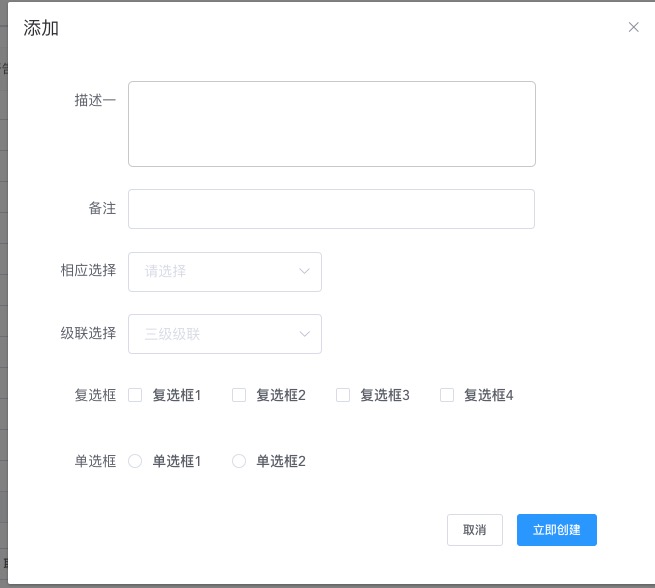 添加
描述一
备注
相应选择 请选择
级联选择 三级级联
复选框 复选框1 复选框2 复选框3 复选框4
单选框 单选框1 单选框2
取消 立即创建